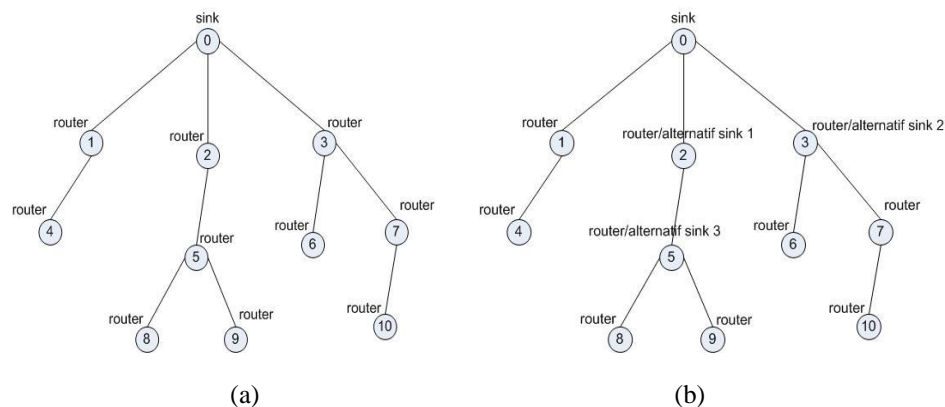 sink
0
router
1
router
2
router
3
router
4
router
5
router
6
router
7
router
8
router
9
router
10
(a)
sink
0
router
1
router/alternatif sink 1
2
router/alternatif sink 2
3
router
4
router/alternatif sink 3
5
router
6
router
7
router
8
router
9
router
10
(b)